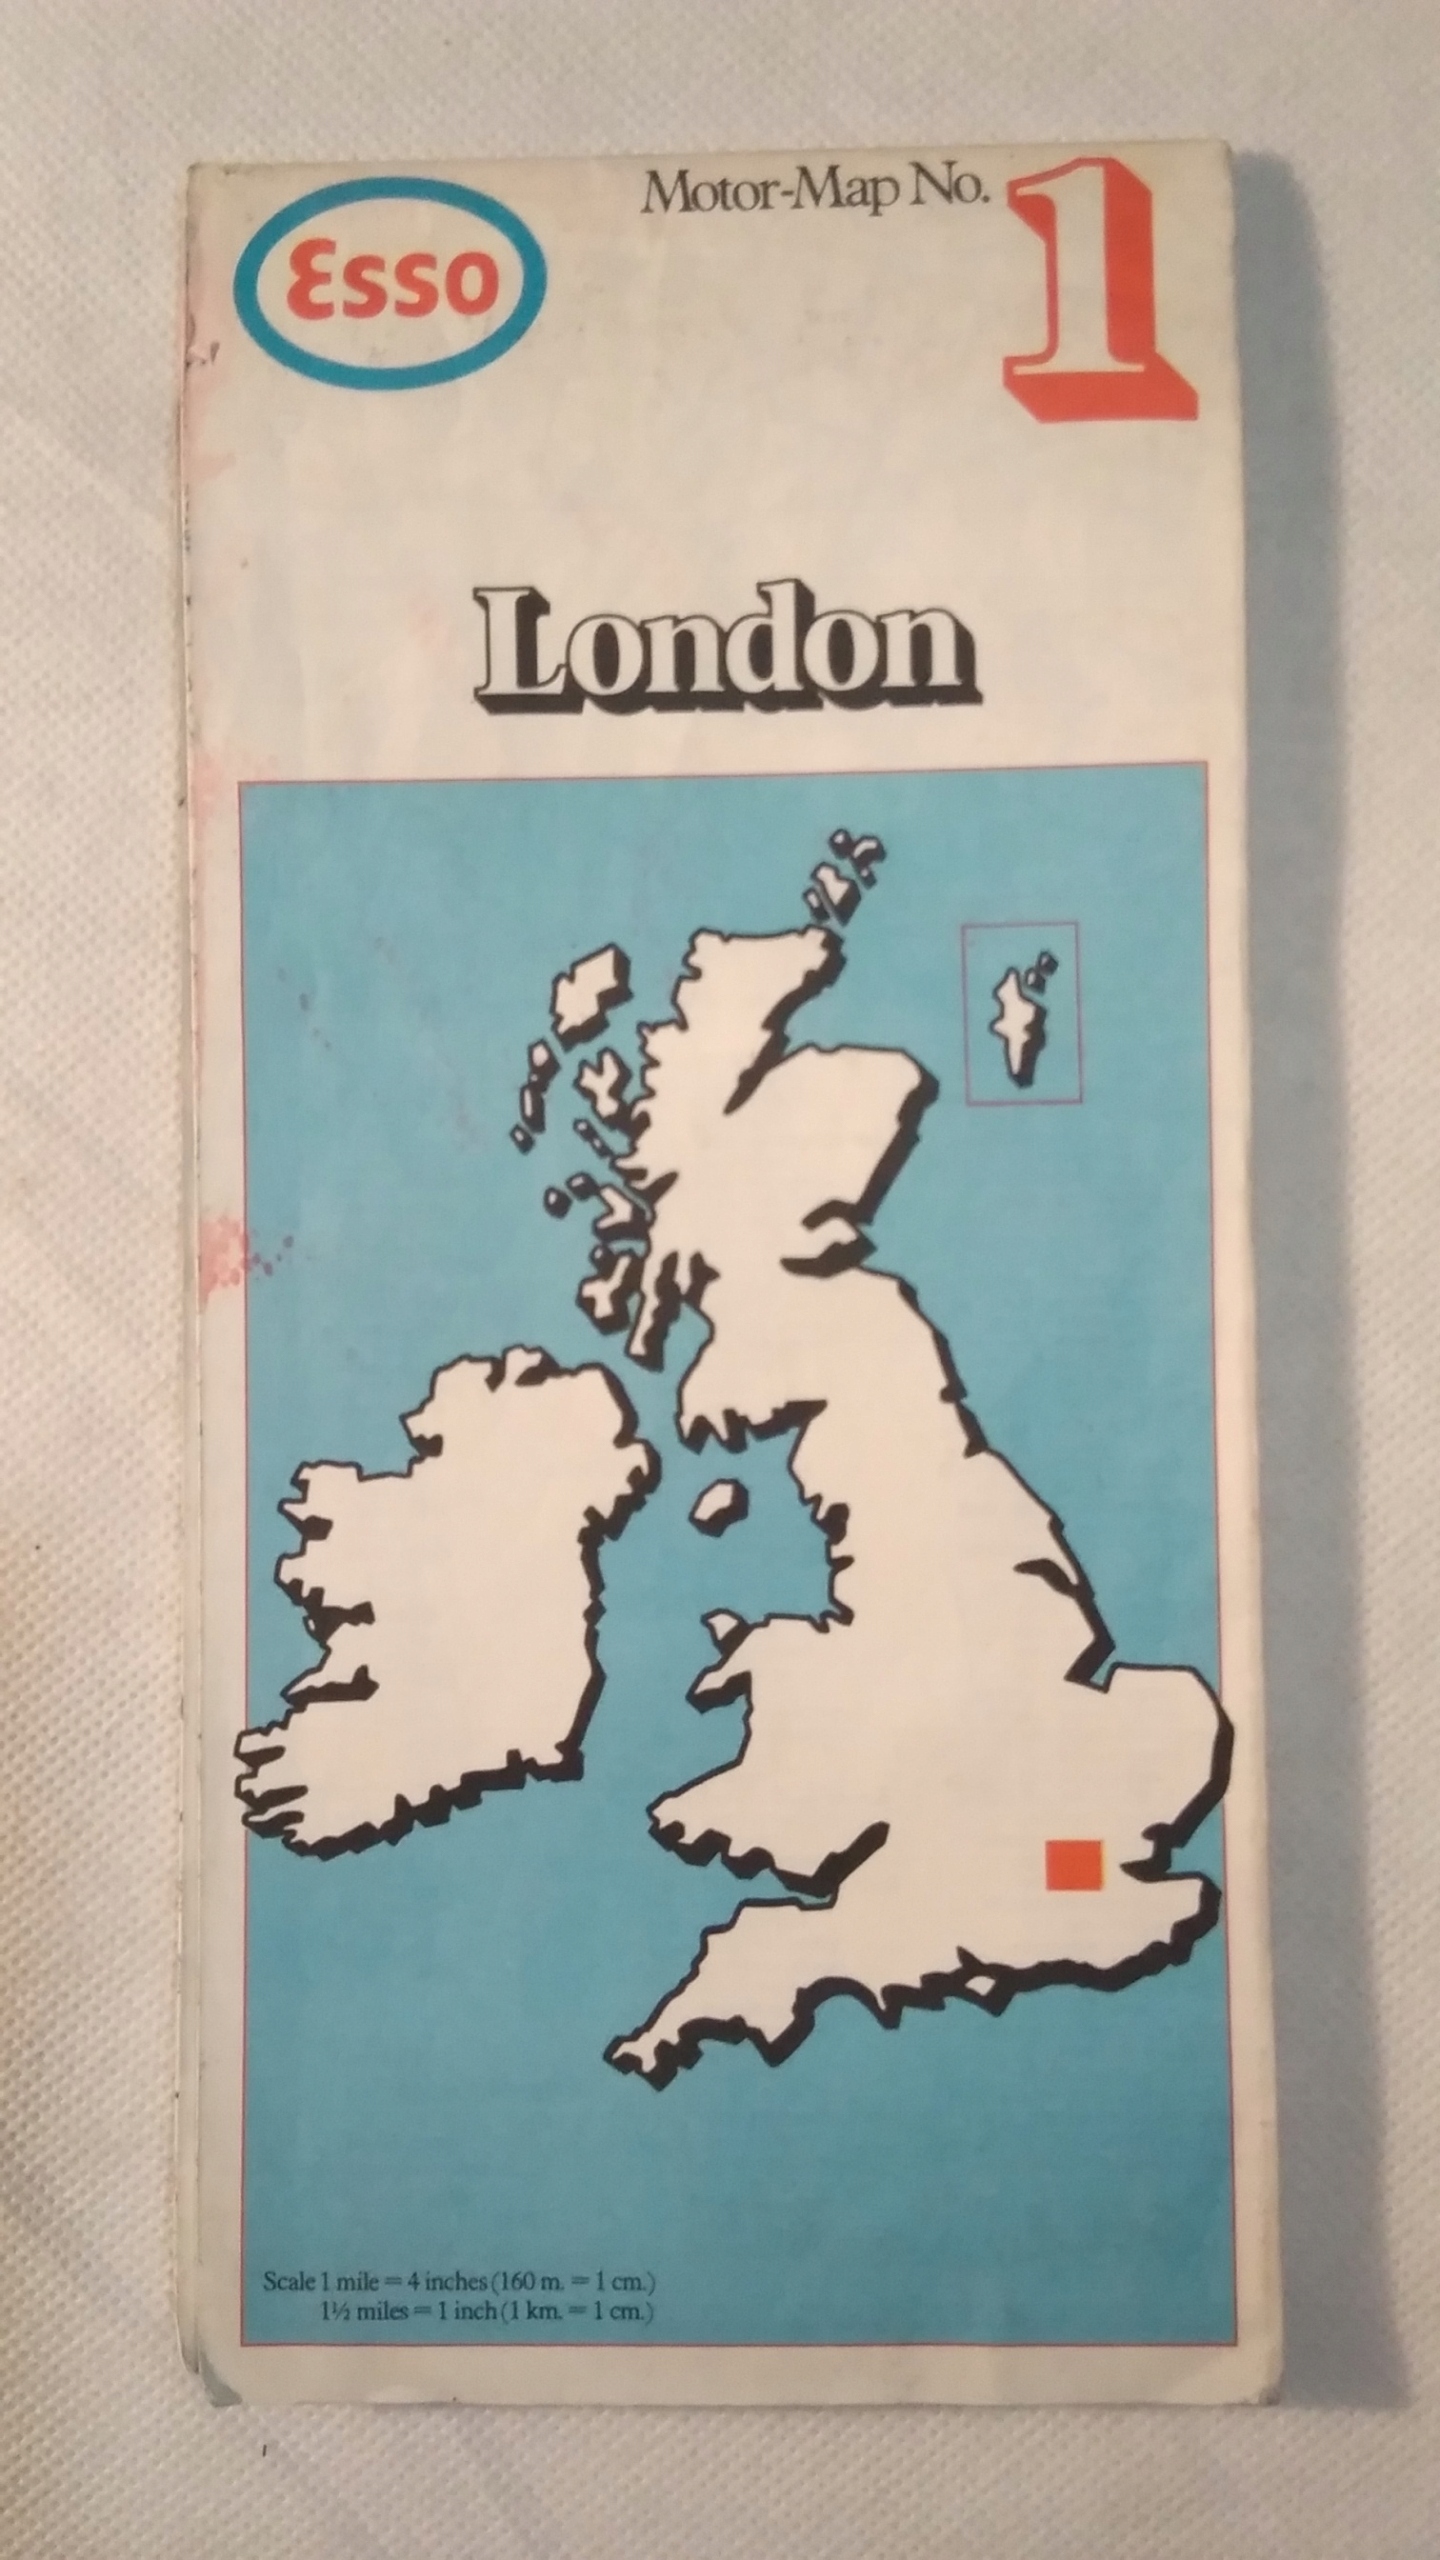 Esso
Motor-Map No. 1
London
Scale 1 mile = 4 inches (160 m. = 1 cm.)
1½ miles = 1 inch (1 km. = 1 cm.)